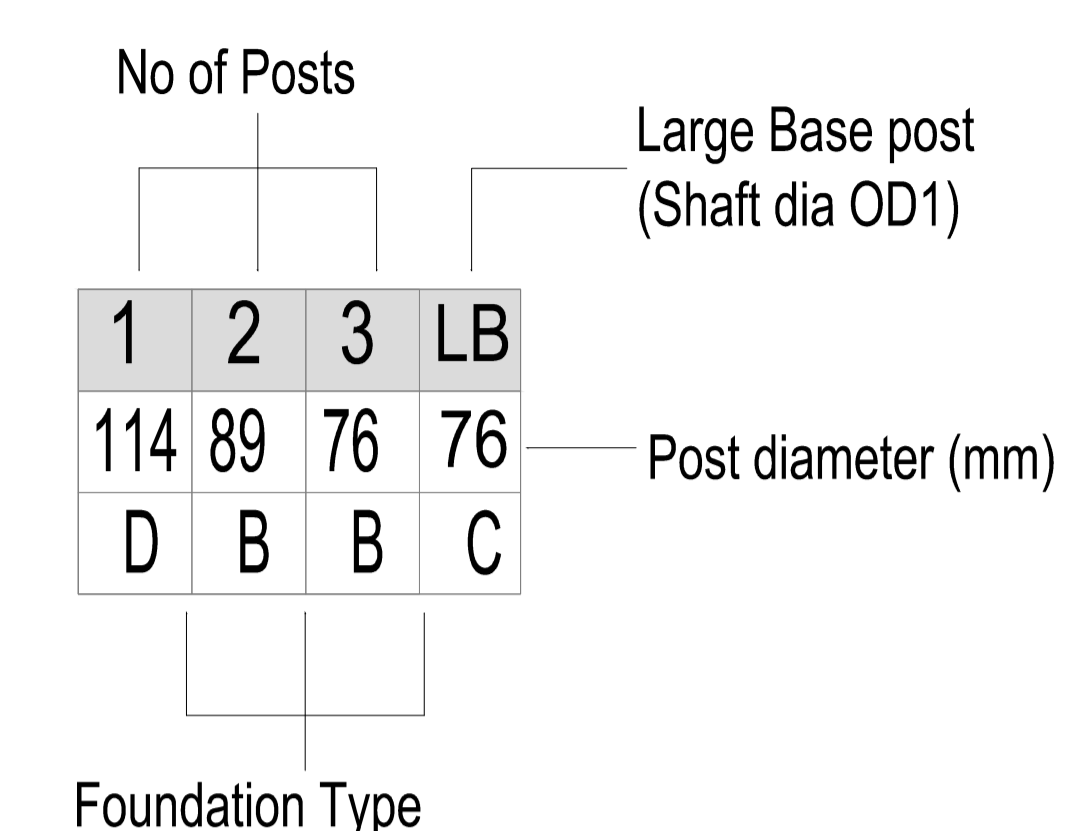 No of Posts
Large Base post
(Shaft dia OD1)
1 2 3 LB
114 89 76 76
Post diameter (mm)
D B B C
Foundation Type